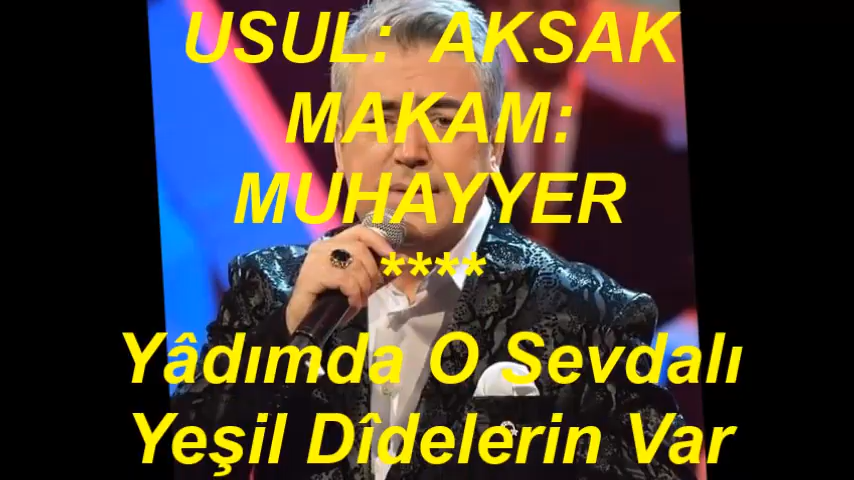 USUL: AKSAK
MAKAM:
MUHAYYER
****
Yâdımda O Sevdalı
Yeşil Dîdelerin Var